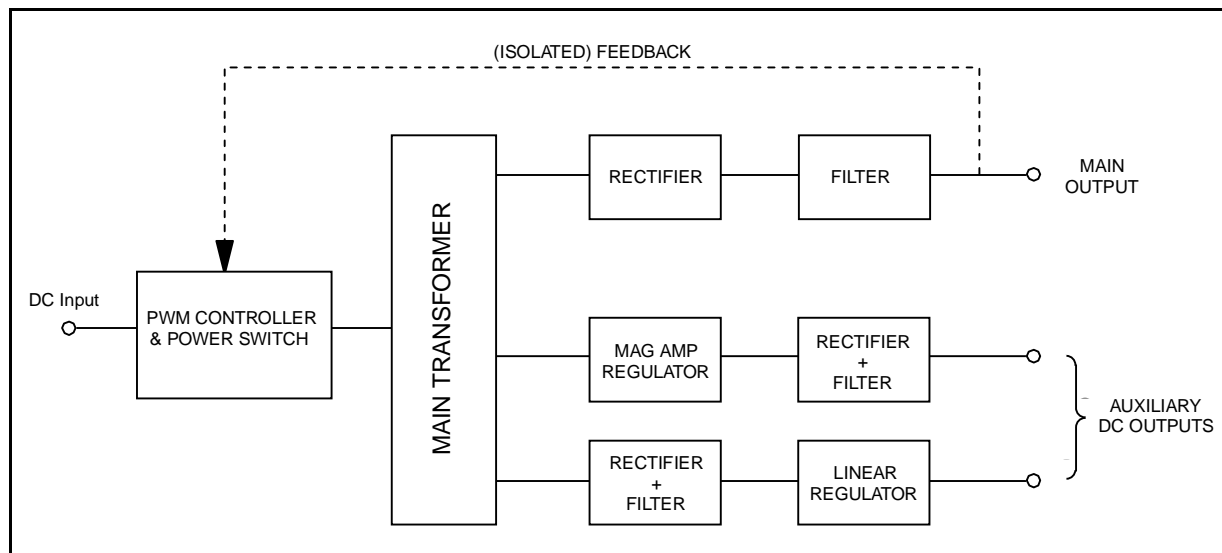 (ISOLATED) FEEDBACK
RECTIFIER
FILTER
MAIN
OUTPUT
DC Input
PWM CONTROLLER
& POWER SWITCH
MAIN TRANSFORMER
MAG AMP
REGULATOR
RECTIFIER
+
FILTER
AUXILIARY
DC OUTPUTS
RECTIFIER
+
FILTER
LINEAR
REGULATOR